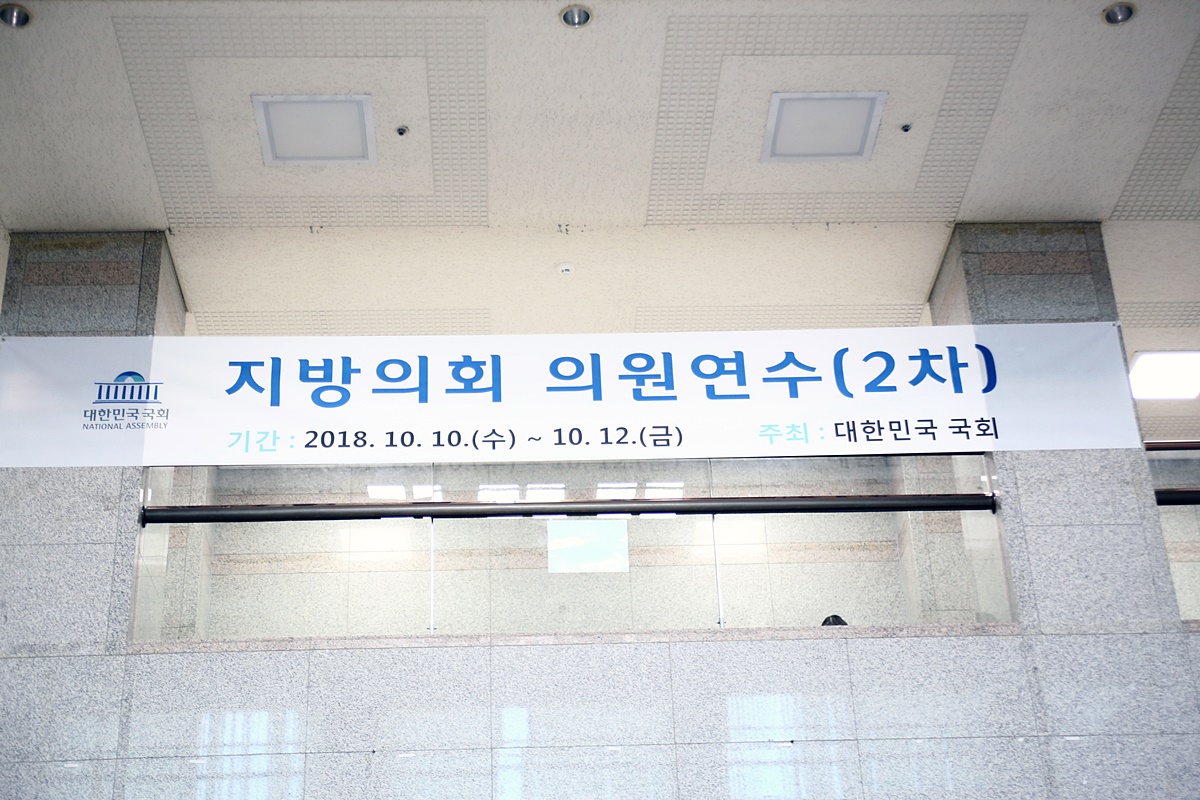 지방의회 의원연수(2차)
대한민국국회
NATIONAL ASSEMBLY
기간 : 2018. 10. 10.(수) ~ 10. 12.(금)
주최 : 대한민국 국회